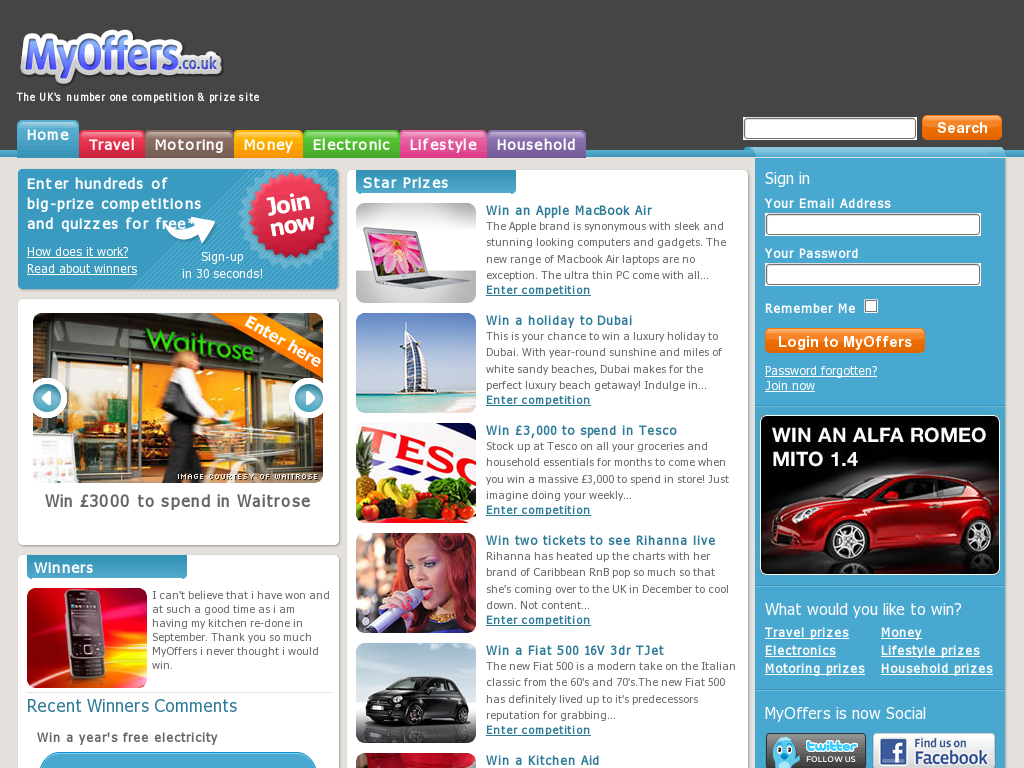 MyOffers.co.uk
The UK's number one competition & prize site
Home
Travel
Motoring
Money
Electronic
Lifestyle
Household
Search
Enter hundreds of
big-prize competitions
and quizzes for free*
How does it work?
Read about winners
Join
now
Sign-up
in 30 seconds!
Waitrose
Enter here
IMAGE COURTESY OF WAITROSE
Win £3000 to spend in Waitrose
Winners
I can't believe that i have won and
at such a good time as i am
having my kitchen re-done in
September. Thank you so much
MyOffers i never thought i would
win.
Recent Winners Comments
Win a year's free electricity
Star Prizes
Win an Apple MacBook Air
The Apple brand is synonymous with sleek and
stunning looking computers and gadgets. The
new range of Macbook Air laptops are no
exception. The ultra thin PC come with all...
Enter competition
Win a holiday to Dubai
This is your chance to win a luxury holiday to
Dubai. With year-round sunshine and miles of
white sandy beaches, Dubai makes for the
perfect luxury beach getaway! Indulge in...
Enter competition
TESC
Win £3,000 to spend in Tesco
Stock up at Tesco on all your groceries and
household essentials for months to come when
you win a massive £3,000 to spend in store! Just
imagine doing your weekly...
Enter competition
Win two tickets to see Rihanna live
Rihanna has heated up the charts with her
brand of Caribbean RnB pop so much so that
she's coming over to the UK in December to cool
down. Not content...
Enter competition
Win a Fiat 500 16V 3dr TJet
The new Fiat 500 is a modern take on the Italian
classic from the 60's and 70's.The new Fiat 500
has definitely lived up to it's predecessors
reputation for grabbing...
Enter competition
Win a Kitchen Aid
Sign in
Your Email Address
Your Password
Remember Me
Login to MyOffers
Password forgotten?
Join now
WIN AN ALFA ROMEO
MITO 1.4
What would you like to win?
Travel prizes
Money
Electronics
Lifestyle prizes
Motoring prizes
Household prizes
MyOffers is now Social
twitter
FOLLOW US
Find us on
Facebook